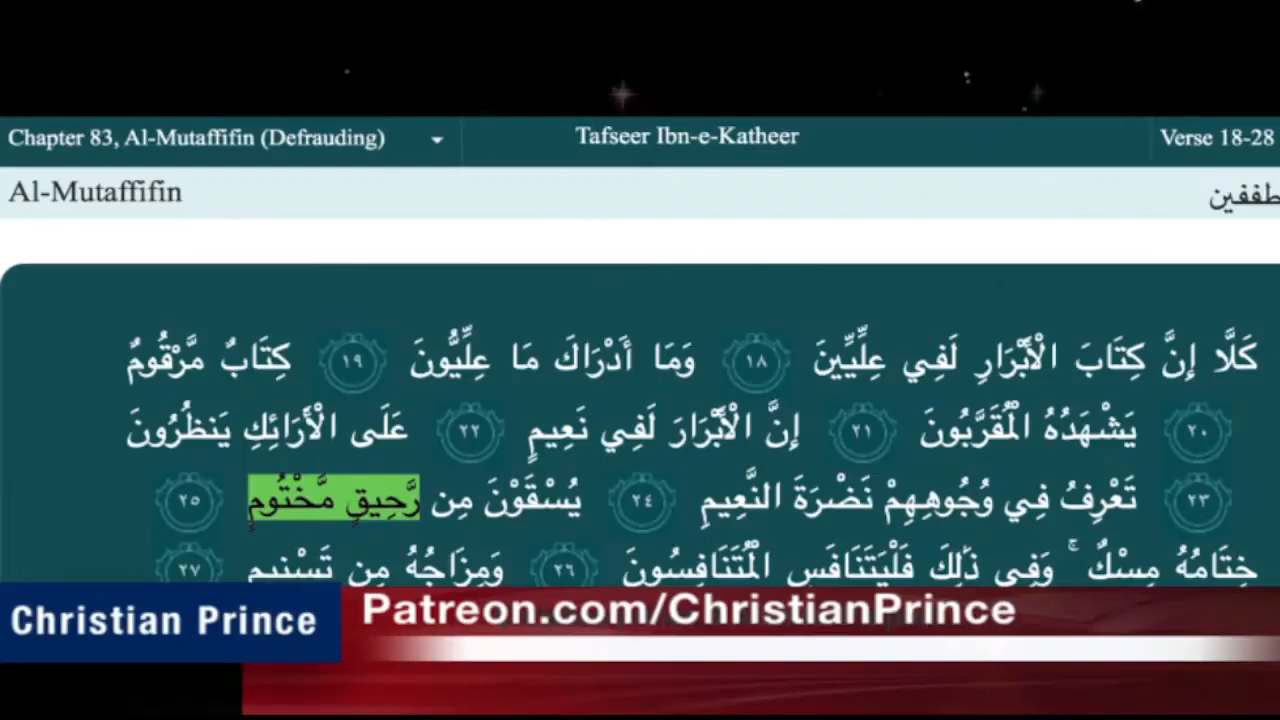 Chapter 83, Al-Mutaffifin (Defrauding)
Tafseer Ibn-e-Katheer
Verse 18-28
Al-Mutaffifin
طففين
كَلَّا إِنَّ كِتَابَ الْأَبْرَارِ لَفِي عِلِّيِّينَ ١٨ وَمَا أَدْرَاكَ مَا عِلِّيُّونَ ١٩ كِتَابٌ مَّرْقُومٌ
٢٠ يَشْهَدُهُ الْمُقَرَّبُونَ ٢١ إِنَّ الْأَبْرَارَ لَفِي نَعِيمٍ ٢٢ عَلَى الْأَرَائِكِ يَنظُرُونَ
٢٣ تَعْرِفُ فِي وُجُوهِهِمْ نَضْرَةَ النَّعِيمِ ٢٤ يُسْقَوْنَ مِن رَّحِيقٍ مَّخْتُومٍ ٢٥
خِتَامُهُ مِسْكٌ ۚ وَفِي ذَٰلِكَ فَلْيَتَنَافَسِ الْمُتَنَافِسُونَ ٢٦ وَمِزَاجُهُ مِن تَسْنِيمٍ ٢٧
Christian Prince
Patreon.com/ChristianPrince